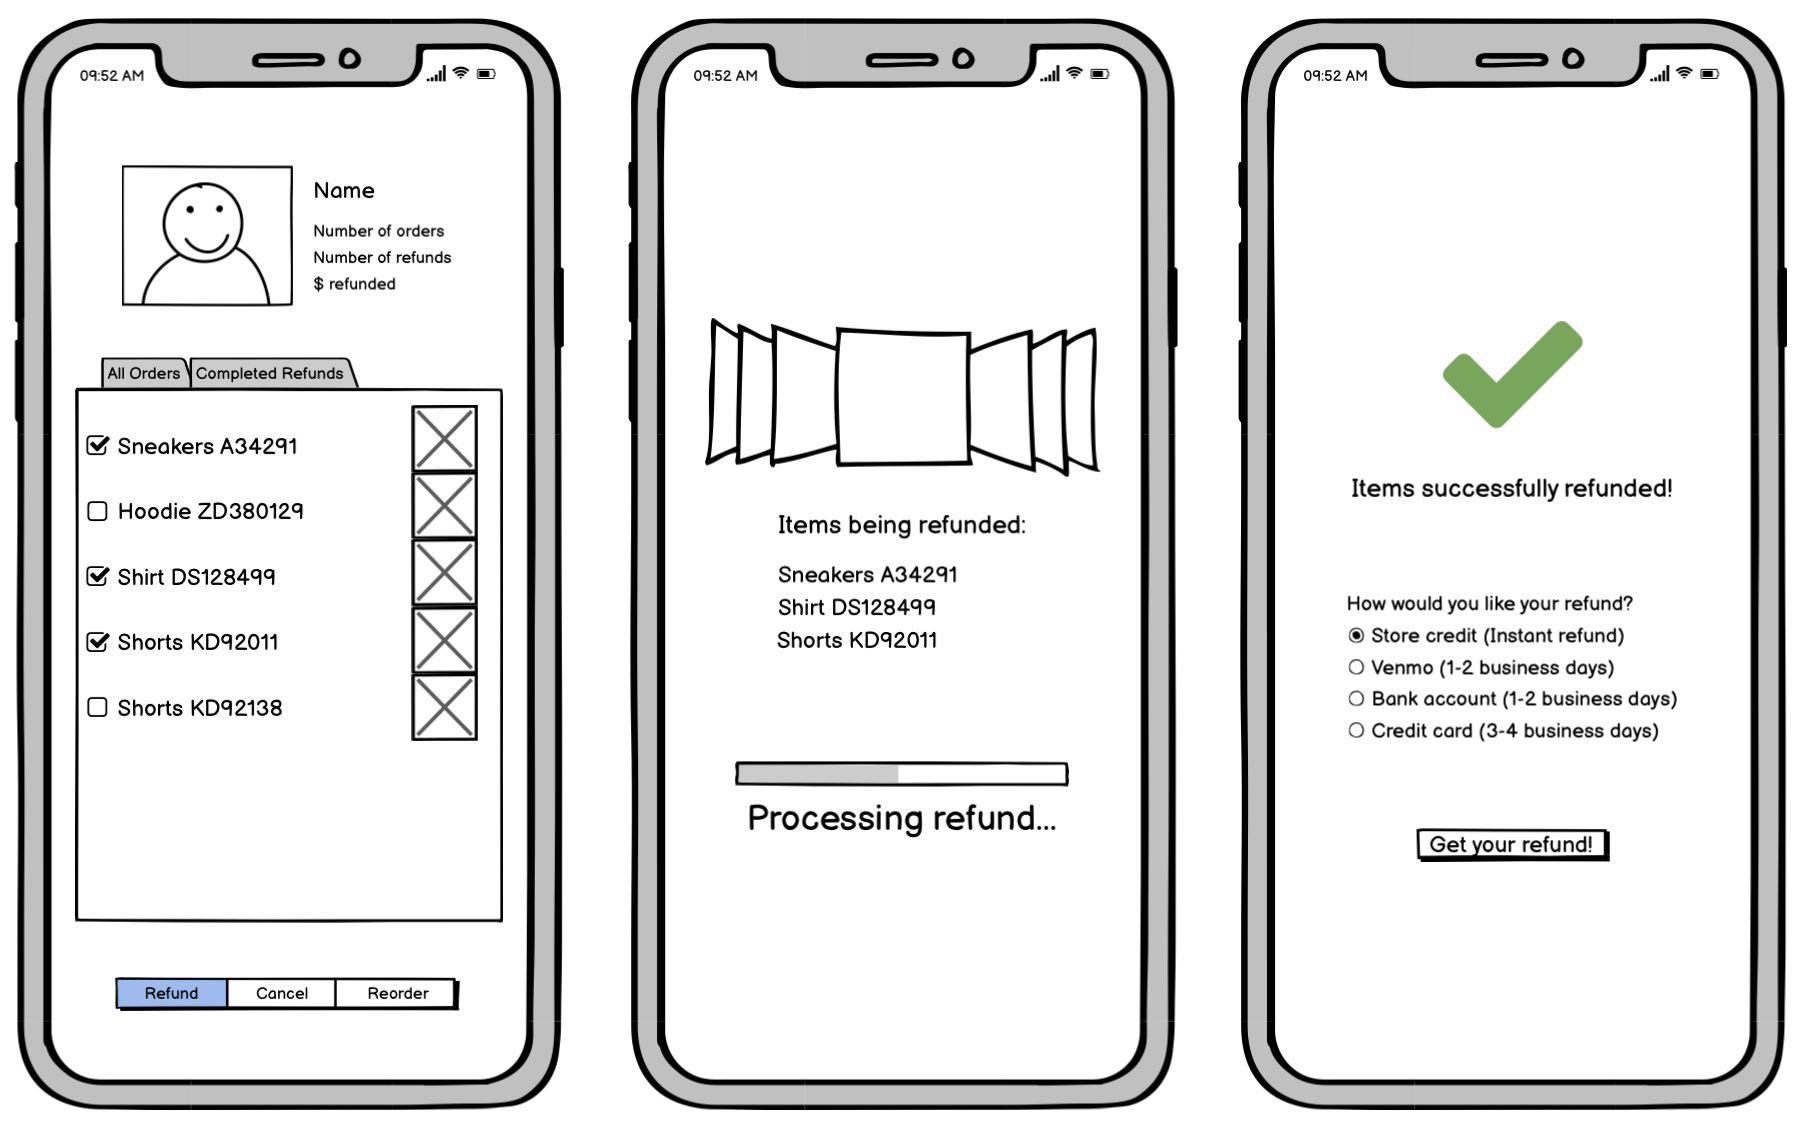 09:52 AM
Name
Number of orders
Number of refunds
$ refunded
All Orders
Completed Refunds
Sneakers A34291
Hoodie ZD380129
Shirt DS128499
Shorts KD92011
Shorts KD92138
Refund
Cancel
Reorder
09:52 AM
Items being refunded:
Sneakers A34291
Shirt DS128499
Shorts KD92011
Processing refund...
09:52 AM
Items successfully refunded!
How would you like your refund?
Store credit (Instant refund)
Venmo (1-2 business days)
Bank account (1-2 business days)
Credit card (3-4 business days)
Get your refund!